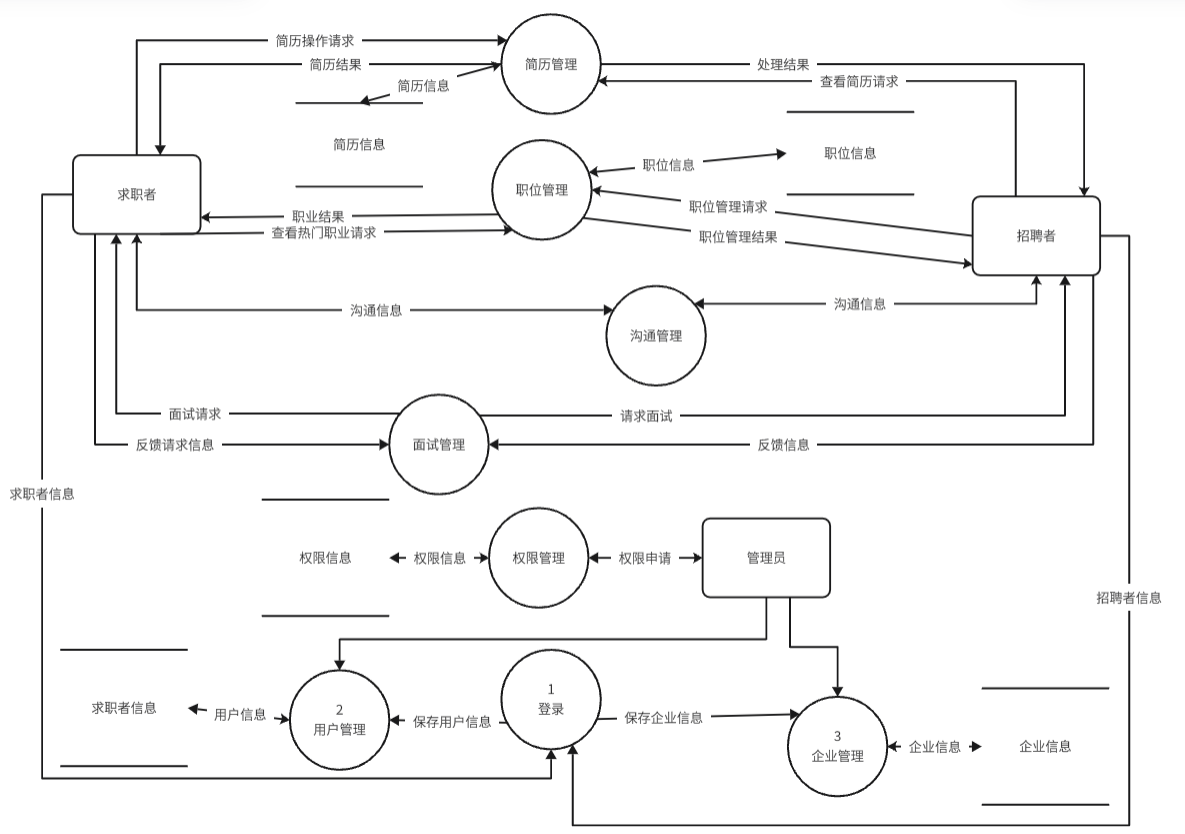 简历操作请求
简历结果
简历信息
简历管理
处理结果
查看简历请求
简历信息
职位信息
职位信息
求职者
职位管理
职位管理请求
职业结果
查看热门职业请求
职位管理结果
招聘者
沟通信息
沟通管理
沟通信息
面试请求
请求面试
反馈请求信息
面试管理
反馈信息
求职者信息
权限信息
权限信息
权限管理
权限申请
管理员
招聘者信息
求职者信息
用户信息
2
用户管理
保存用户信息
1
登录
保存企业信息
3
企业管理
企业信息
企业信息